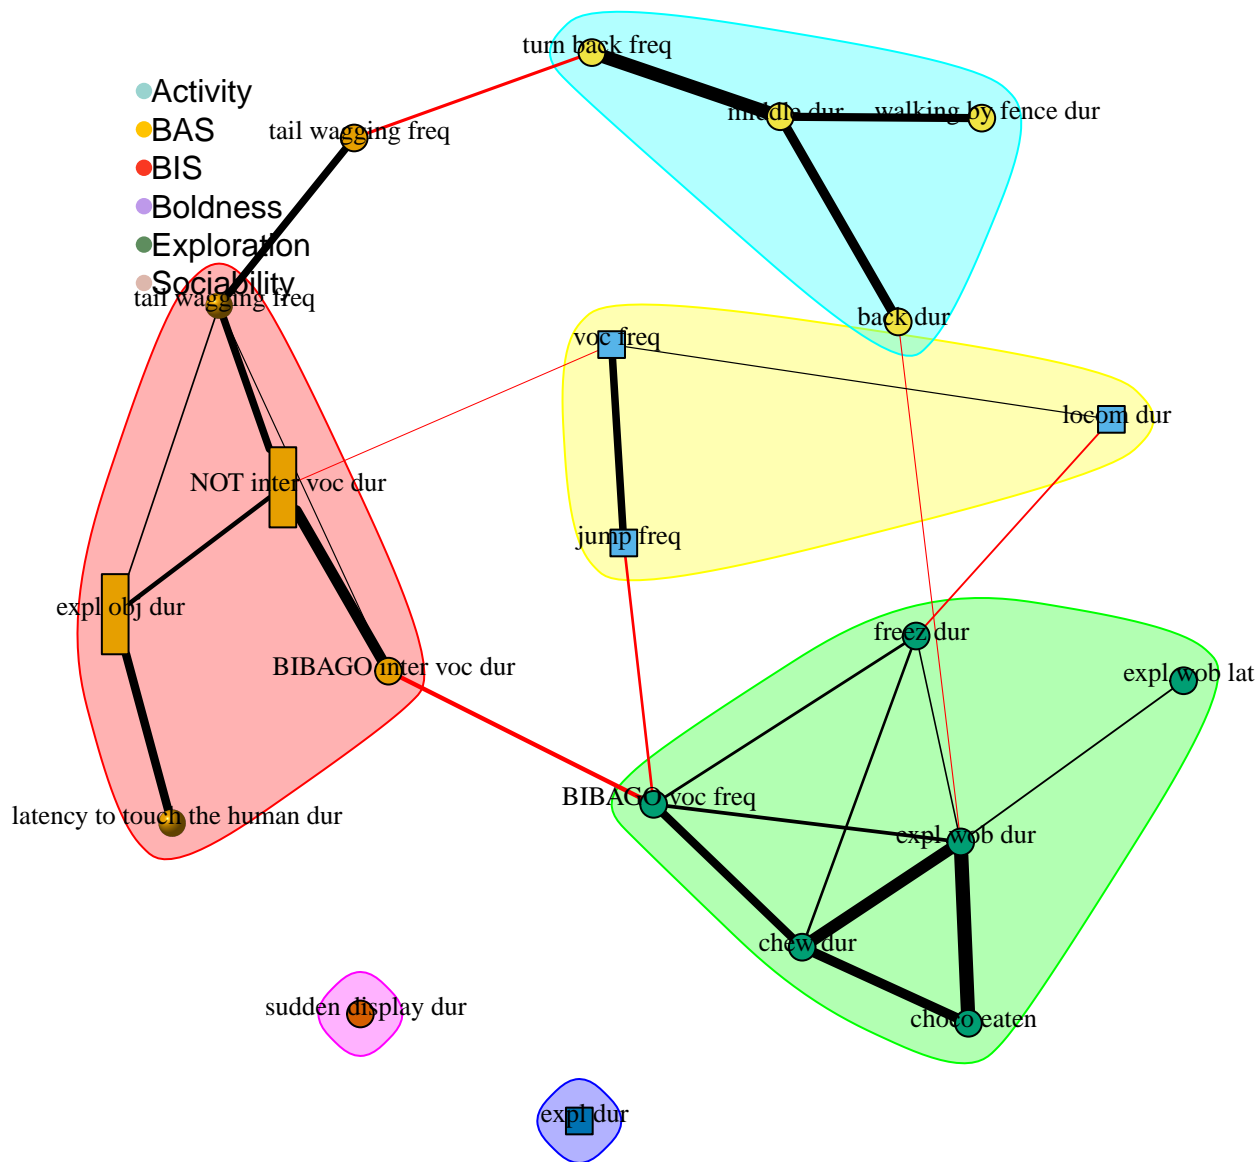 turn back freq
Activity
middle dur
walking by fence dur
BAS
tail wagging freq
BIS
Boldness
Exploration
Sociability
tail wagging freq
back dur
voc freq
locom dur
NOT inter voc dur
jump freq
expl obj dur
freez dur
BIBAGO inter voc dur
expl wob lat
BIBAGO voc freq
latency to touch the human dur
expl wob dur
chew dur
sudden display dur
choco eaten
expl dur